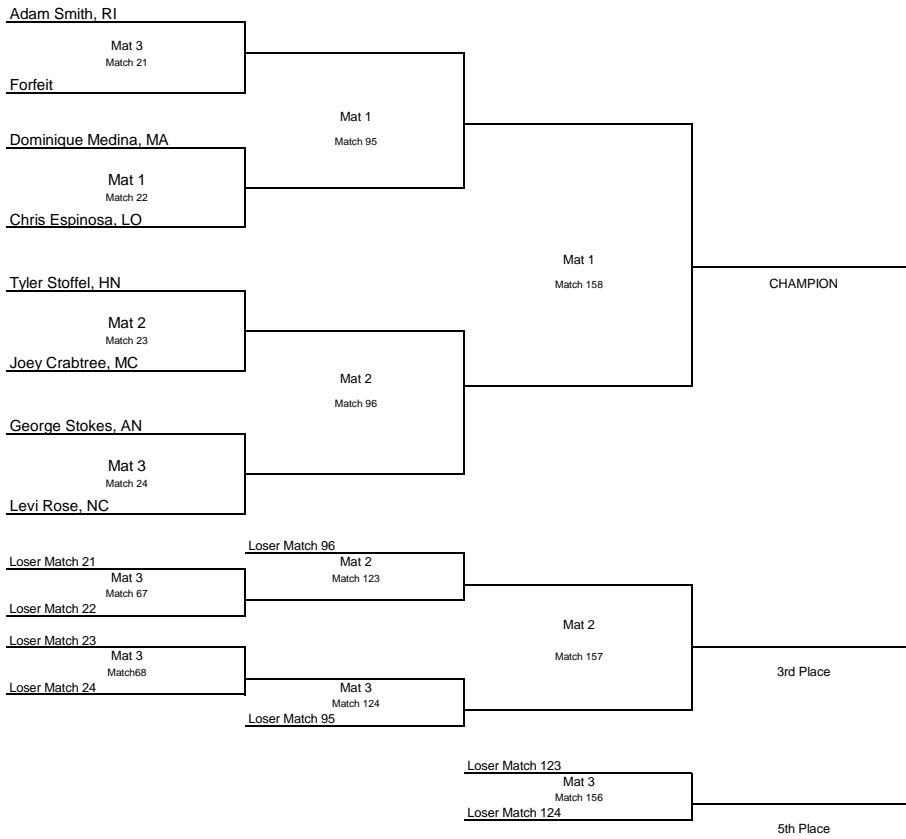 Adam Smith, RI
Mat 3
Match 21
Forfeit
Mat 1
Match 95
Dominique Medina, MA
Mat 1
Match 22
Chris Espinosa, LO
Mat 1
Match 158
CHAMPION
Tyler Stoffel, HN
Mat 2
Match 23
Joey Crabtree, MC
Mat 2
Match 96
George Stokes, AN
Mat 3
Match 24
Levi Rose, NC
Loser Match 96
Loser Match 21
Mat 2
Match 123
Mat 3
Match 67
Loser Match 22
Mat 2
Match 157
Loser Match 23
Mat 3
Match68
Loser Match 24
3rd Place
Mat 3
Match 124
Loser Match 95
Loser Match 123
Mat 3
Match 156
Loser Match 124
5th Place